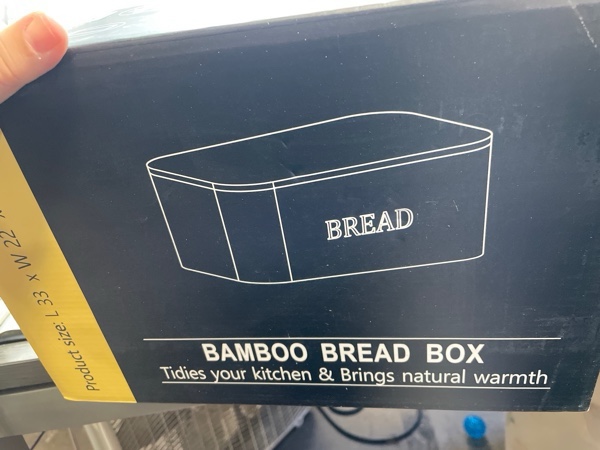 BREAD
BAMBOO BREAD BOX
Tidies your kitchen & Brings natural warmth
Product size: L 33 x W 22